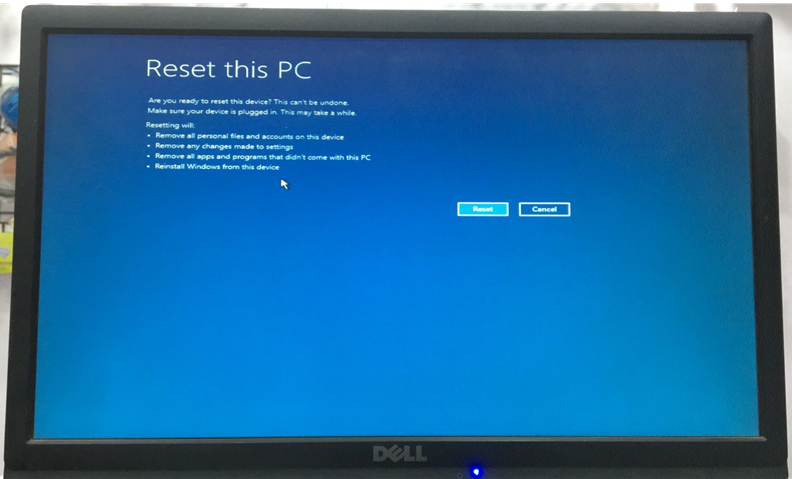 Reset this PC
Are you ready to reset this device? This can't be undone.
Make sure your device is plugged in. This may take a while.
Resetting will:
• Remove all personal files and accounts on this device
• Remove any changes made to settings
• Remove all apps and programs that didn't come with this PC
• Reinstall Windows from this device
Reset Cancel
DELL